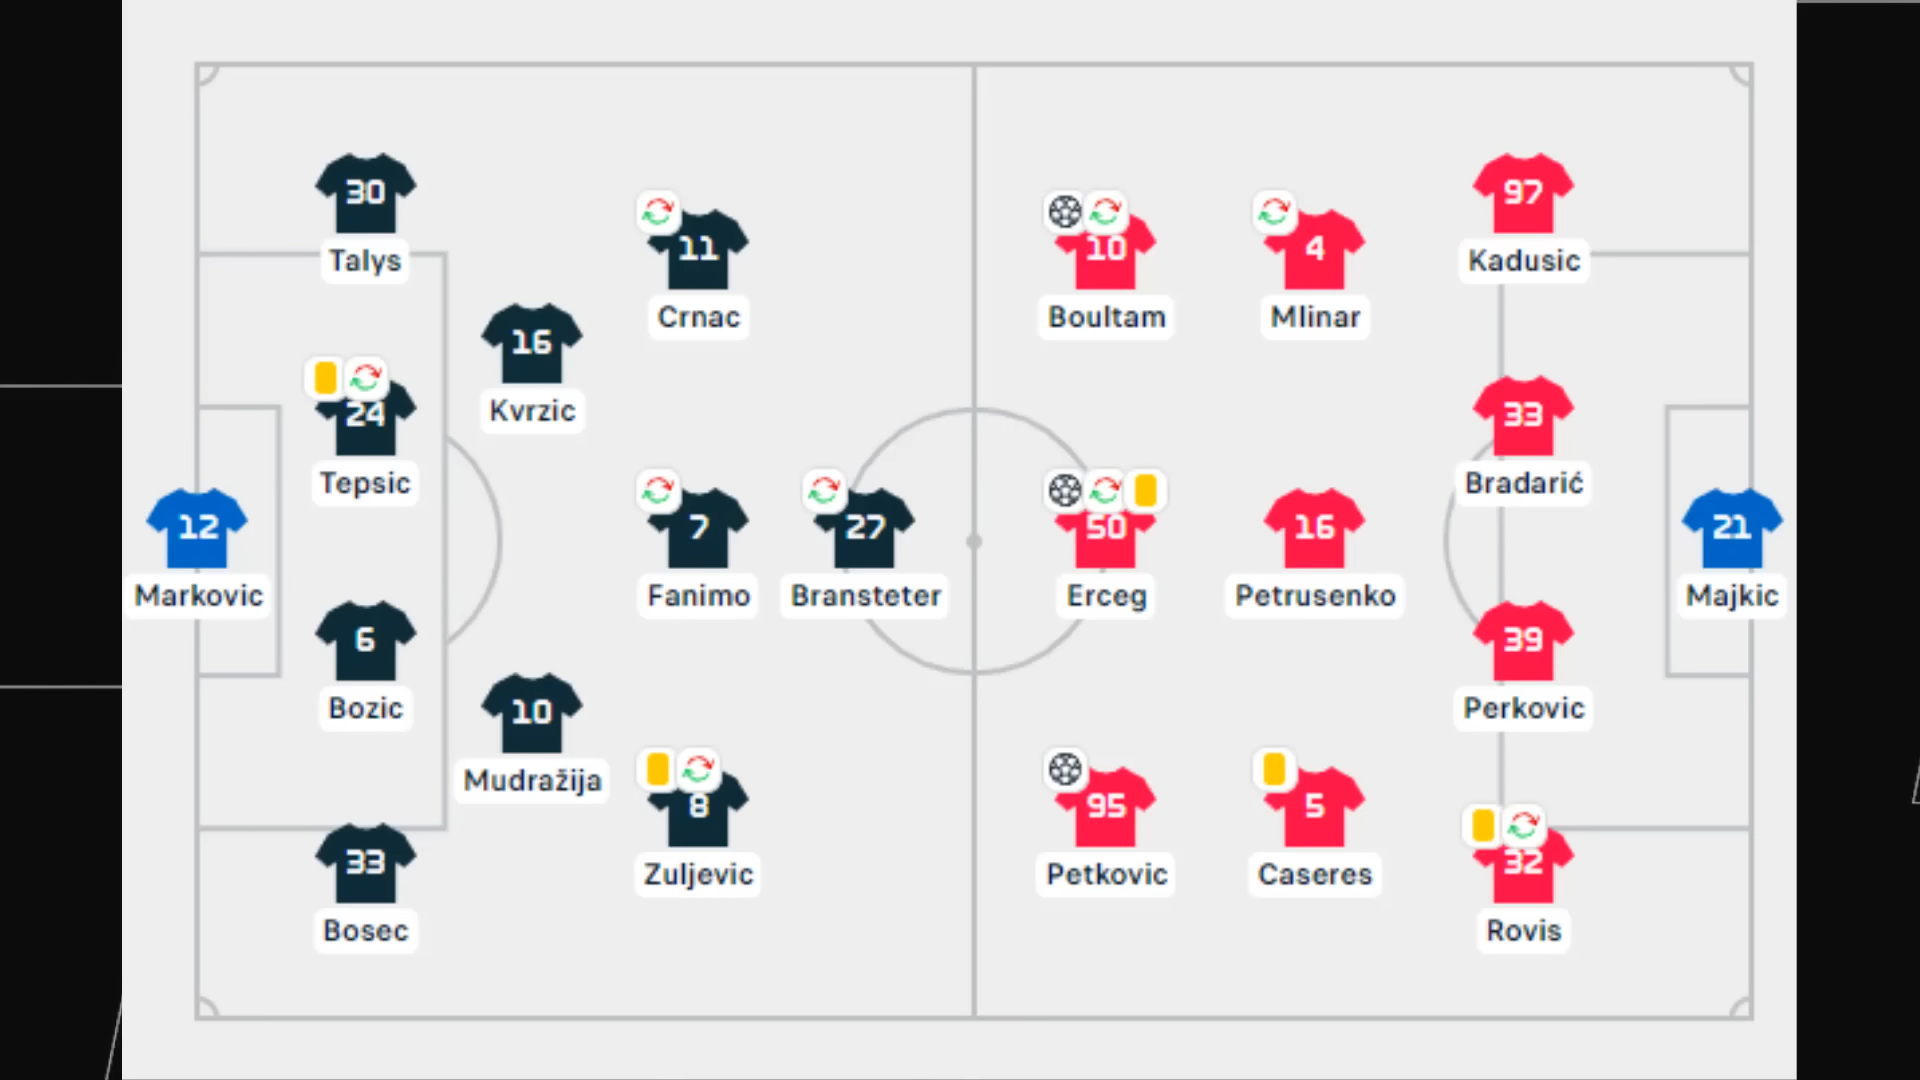 30
Talys
24
Tepsic
12
Markovic
6
Bozic
33
Bosec
16
Kvrzic
10
Mudražija
11
Crnac
7
Fanimo
8
Zuljevic
27
Bransteter
10
Boultam
50
Erceg
95
Petkovic
4
Mlinar
16
Petrusenko
5
Caseres
97
Kadusic
33
Bradarić
39
Perkovic
32
Rovis
21
Majkic